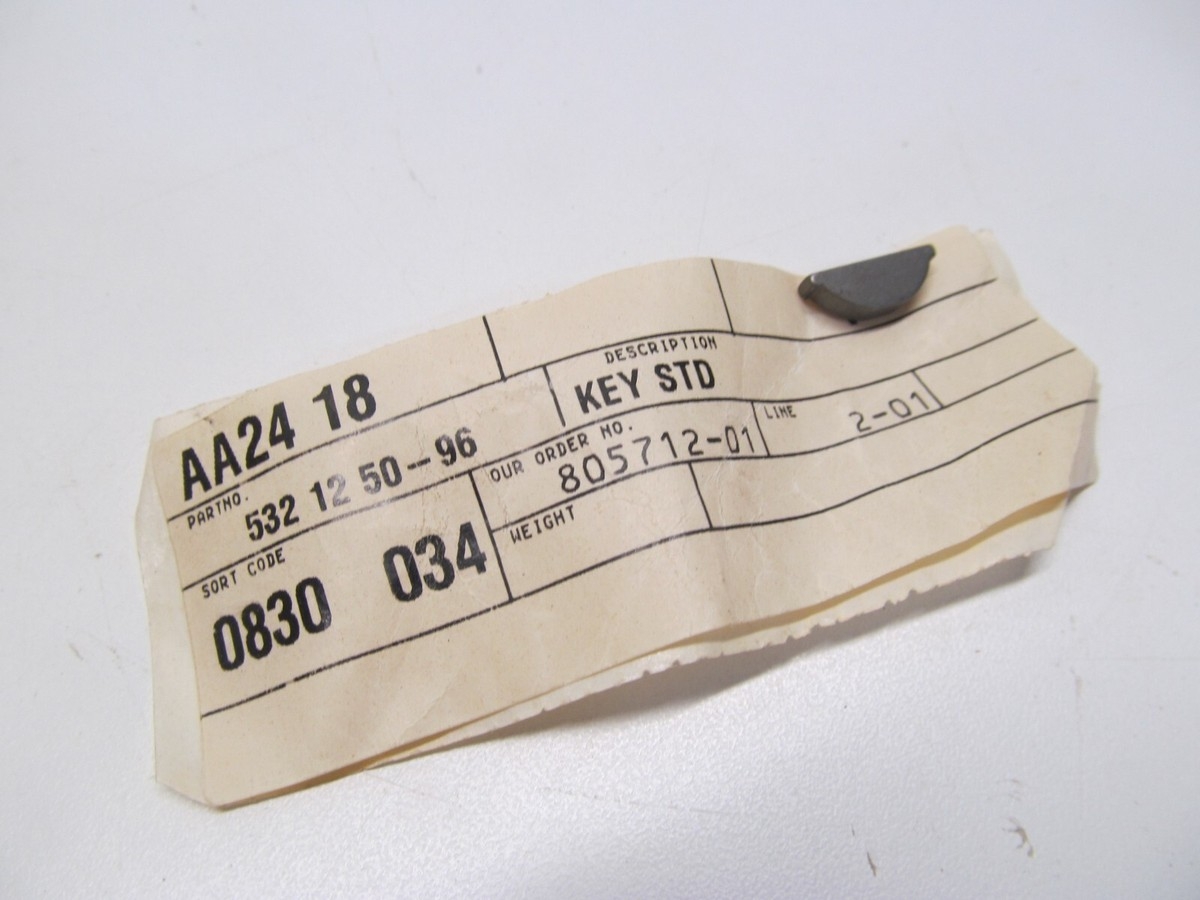 AA24 18
PARTNO.
532 12 50-96
DESCRIPTION
KEY STD
SORT CODE
0830 034
OUR ORDER NO.
805712-01
LINE
2-01
WEIGHT